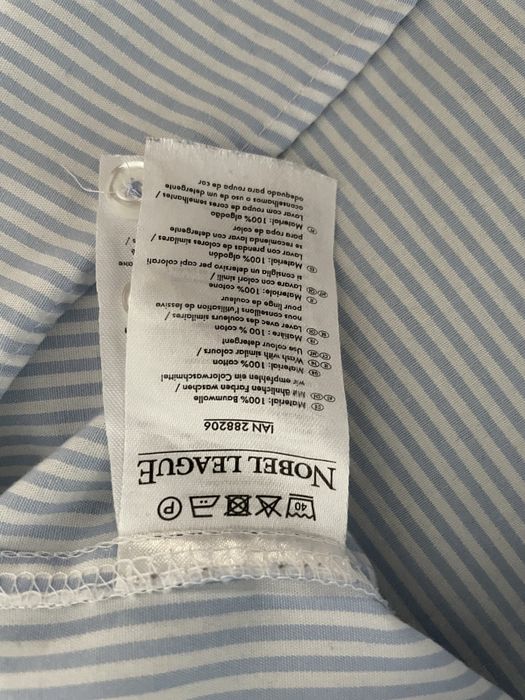 40 P
NOBEL LEAGUE
IAN 288206
DE AT CH Material: 100% Baumwolle
Mit ähnlichen Farben waschen /
wir empfehlen Colorwaschmittel
Material: 100% cotton
Wash with similar colours /
Use colour detergent
Matière : 100% coton
Laver avec des couleurs similaires /
nous conseillons l'utilisation de lessive
pour linge de couleur
Materiale: 100% cotone
Lavare con colori simili /
si consiglia un detersivo per capi colorati
Material: 100% algodón
Lavar con prendas de colores similares /
se recomienda lavar con detergente
para ropa de color
Material: 100% algodão
Lavar com roupa de cores semelhantes /
aconselhamos o uso de um detergente
adequado para roupa de cor